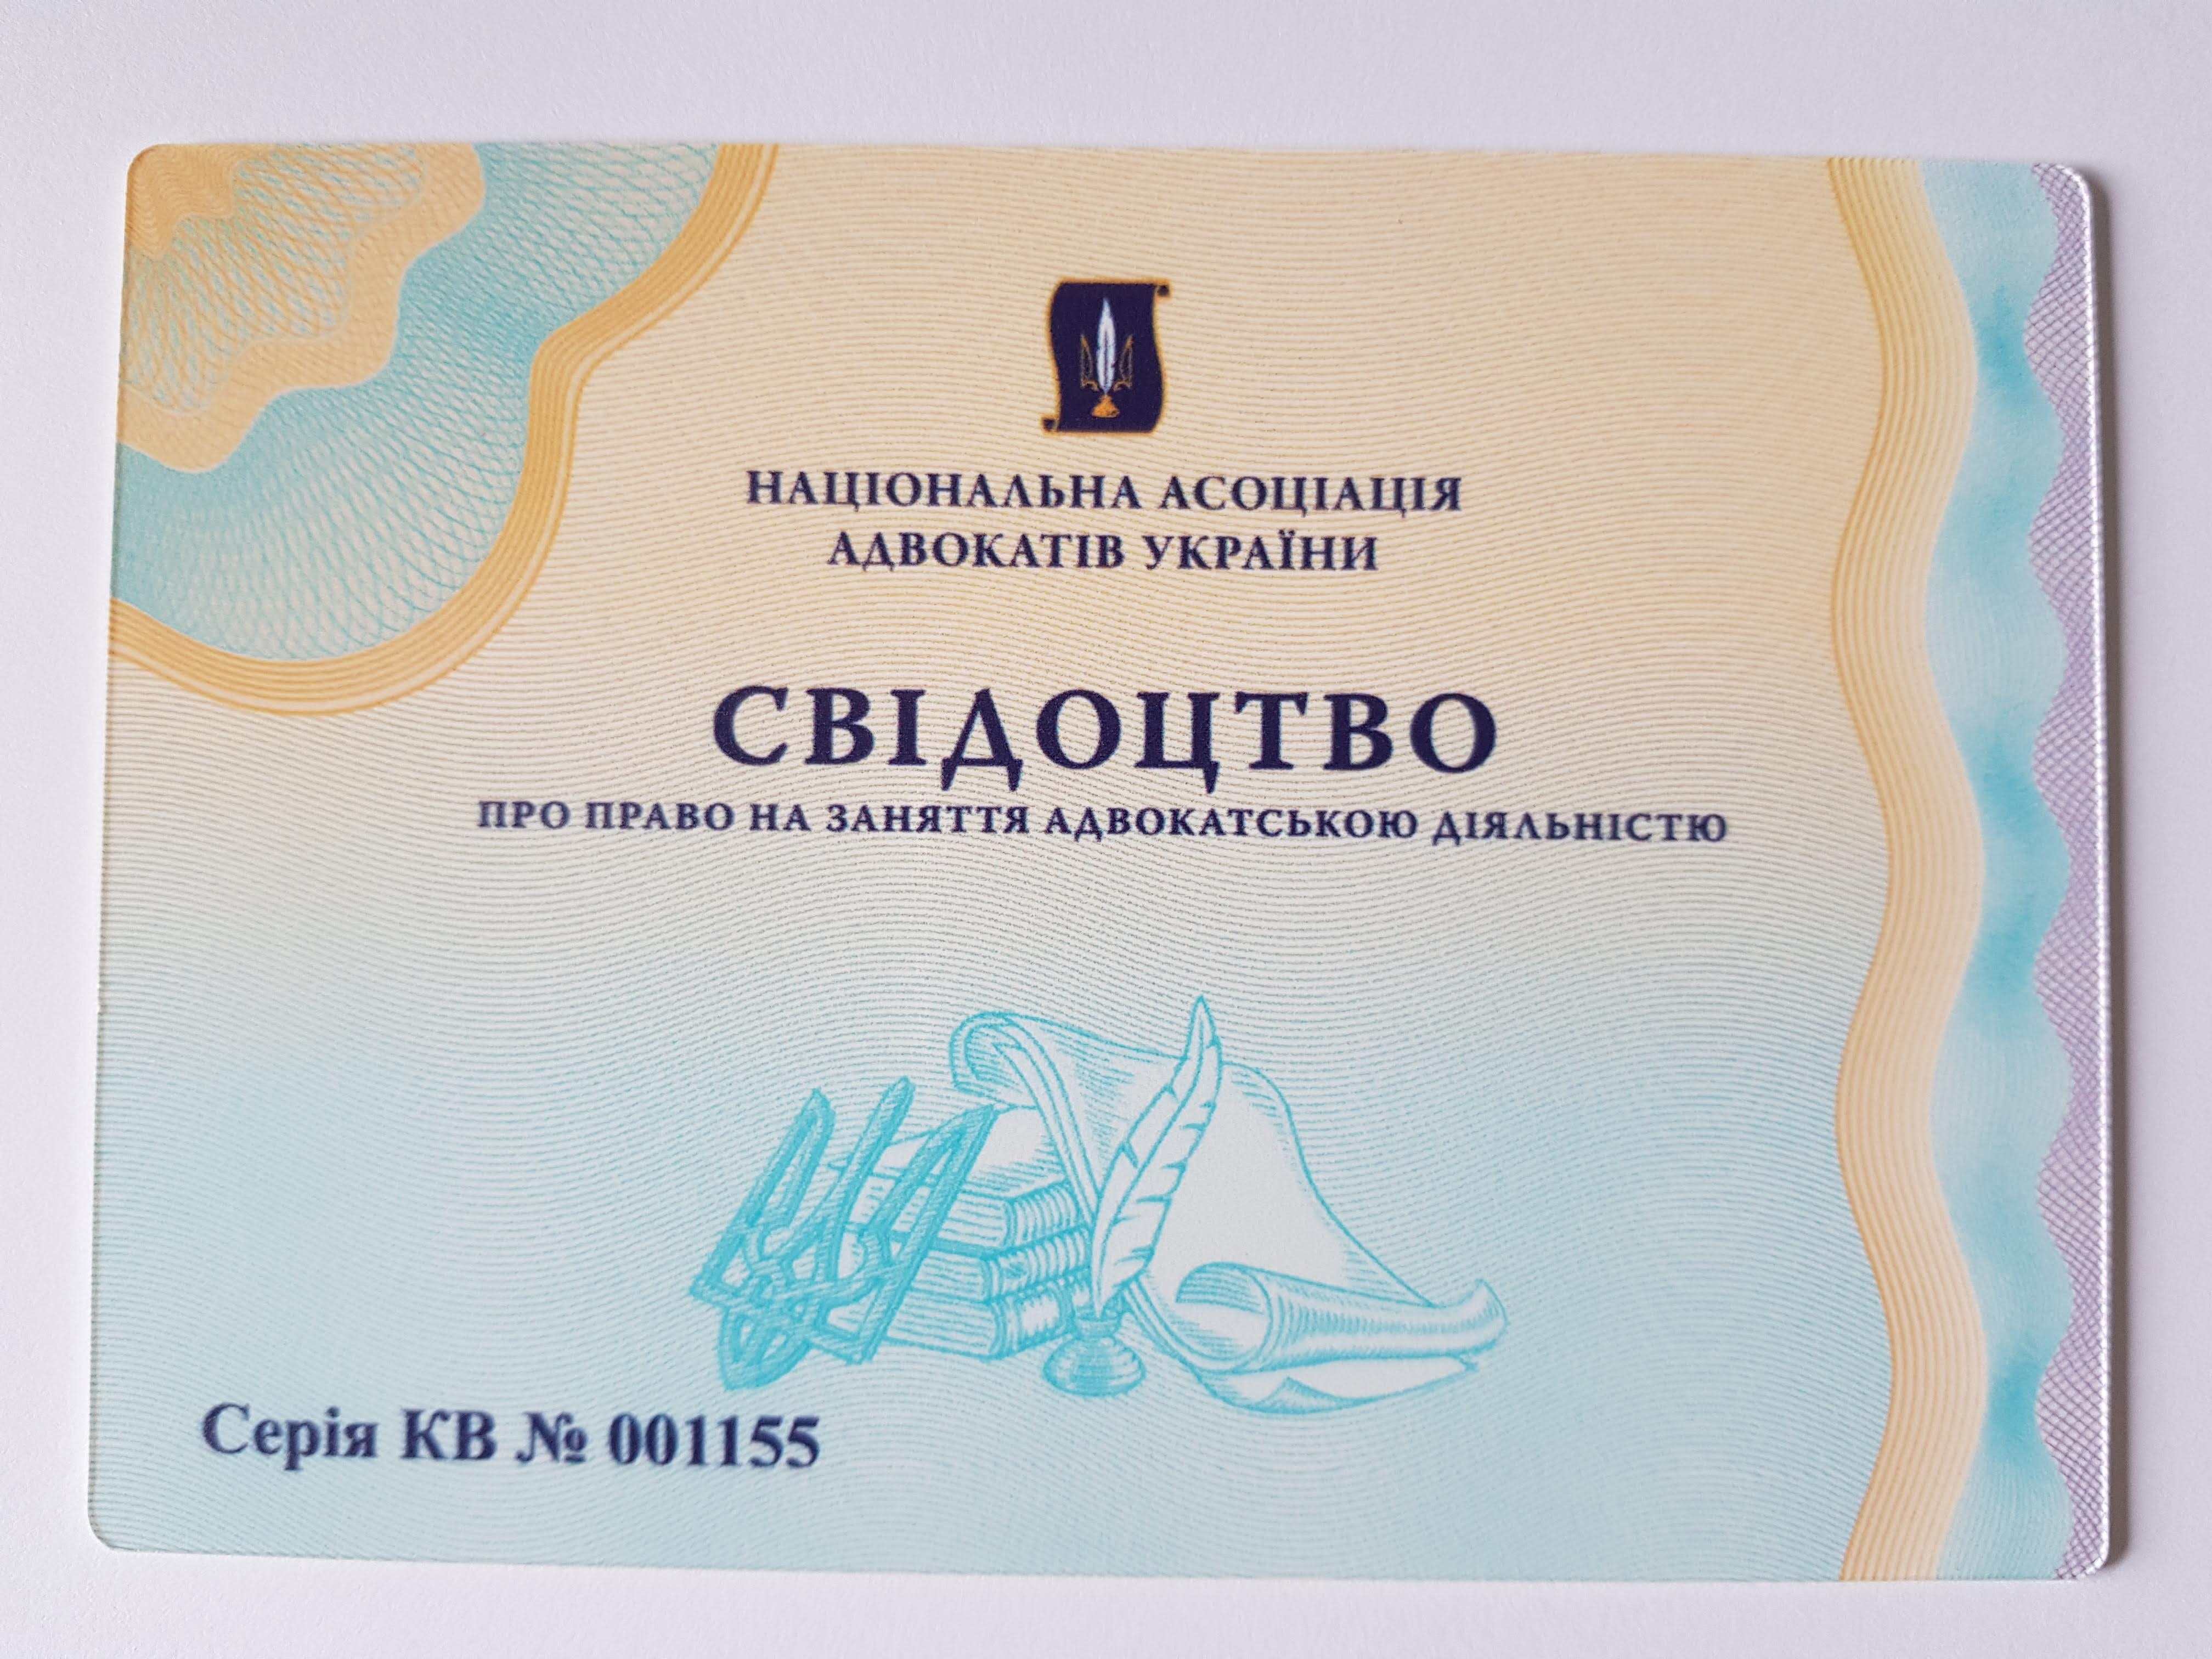 НАЦІОНАЛЬНА АСОЦІАЦІЯ
АДВОКАТІВ УКРАЇНИ
СВІДОЦТВО
ПРО ПРАВО НА ЗАНЯТТЯ АДВОКАТСЬКОЮ ДІЯЛЬНІСТЮ
Серія КВ № 001155